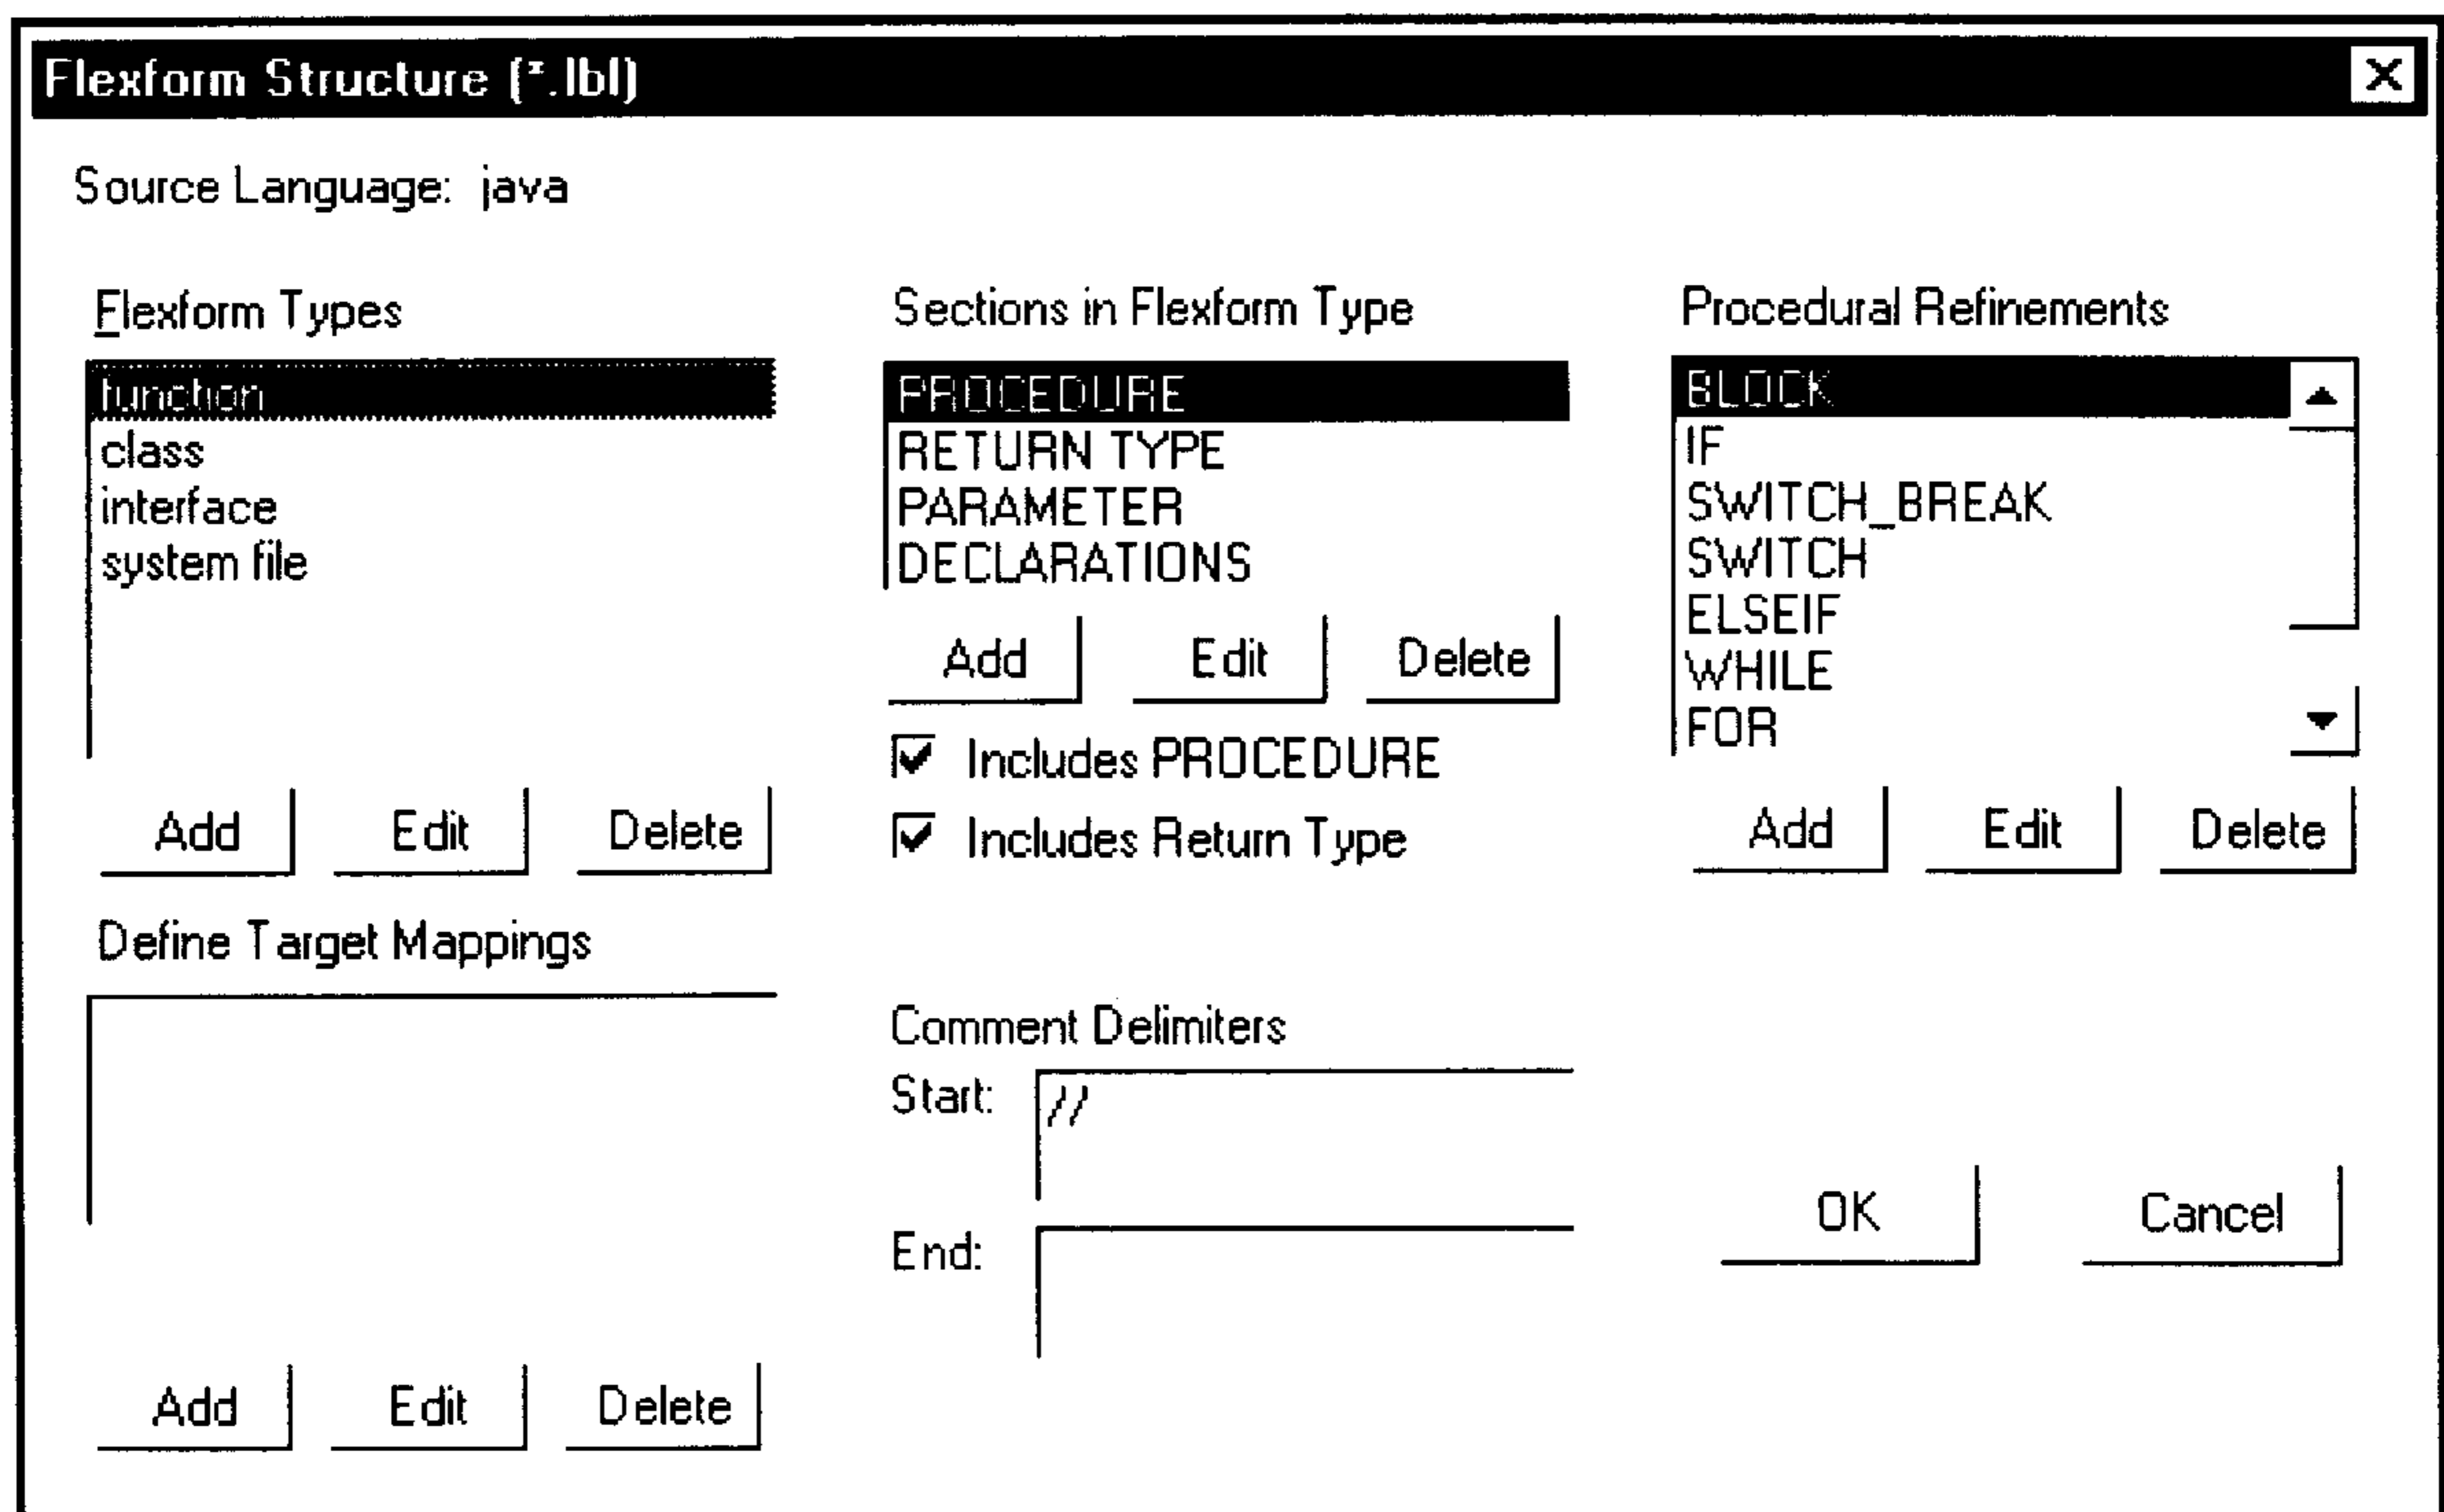 Flexform Structure (*.lbl)
Source Language: java
Flexform Types
function
class
interface
system file
Add Edit Delete
Define Target Mappings
Add Edit Delete
Sections in Flexform Type
PROCEDURE
RETURN TYPE
PARAMETER
DECLARATIONS
Add Edit Delete
Includes PROCEDURE
Includes Return Type
Comment Delimiters
Start: //
End:
Procedural Refinements
BLOCK
IF
SWITCH_BREAK
SWITCH
ELSEIF
WHILE
FOR
Add Edit Delete
OK Cancel